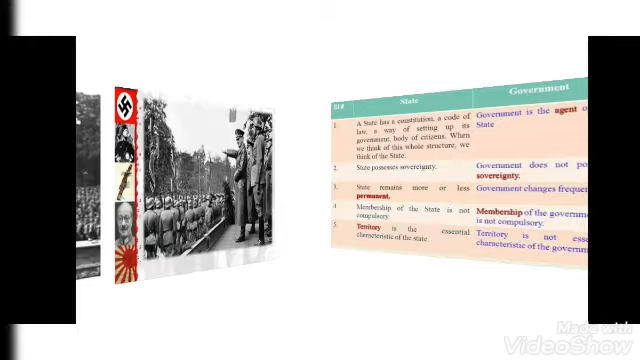 Sl# State Government
1. A State has a constitution, a code of
law, a way of setting up its
government, body of citizens. When
we think of this whole structure, we
think of the State.
Government is the agent
State
2. State possesses sovereignty.
Government does not
sovereignty.
3. State remains more or less
permanent.
Government changes
4 Membership of the State is not
compulsory
Membership of the
is not compulsory.
5. Territory is the essential
characteristic of the state.
Territory is not
characteristic of the
Made with
VideoShow